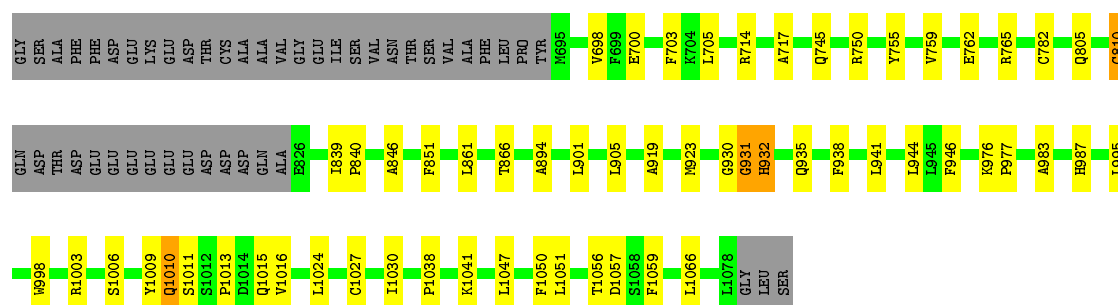 GLY SER ALA PHE PHE ASP GLU LYS GLU ASP THR CYS ALA ALA VAL GLY GLU ILE SER VAL ASN THR SER VAL ALA PHE LEU PRO TYR M695 V698 F699 E700 F703 K704 L705 R714 A717 Q745 R750 Y755 V759 E762 R765 C782 Q805
GLN ASP THR ASP GLU GLU GLU GLU GLU GLU ASP ASP ASP GLN ALA E826 I839 P840 A846 F851 L861 T866 A894 L901 L905 A919 M923 G930 G931 H932 Q935 F938 L941 L944 L945 F946 K976 P977 A983 H987 L995
W998 R1003 S1006 Y1009 Q1010 S1011 S1012 P1013 D1014 Q1015 V1016 L1024 C1027 I1030 P1038 K1041 L1047 F1050 L1051 T1056 D1057 S1058 F1059 L1066 L1078 GLY LEU SER